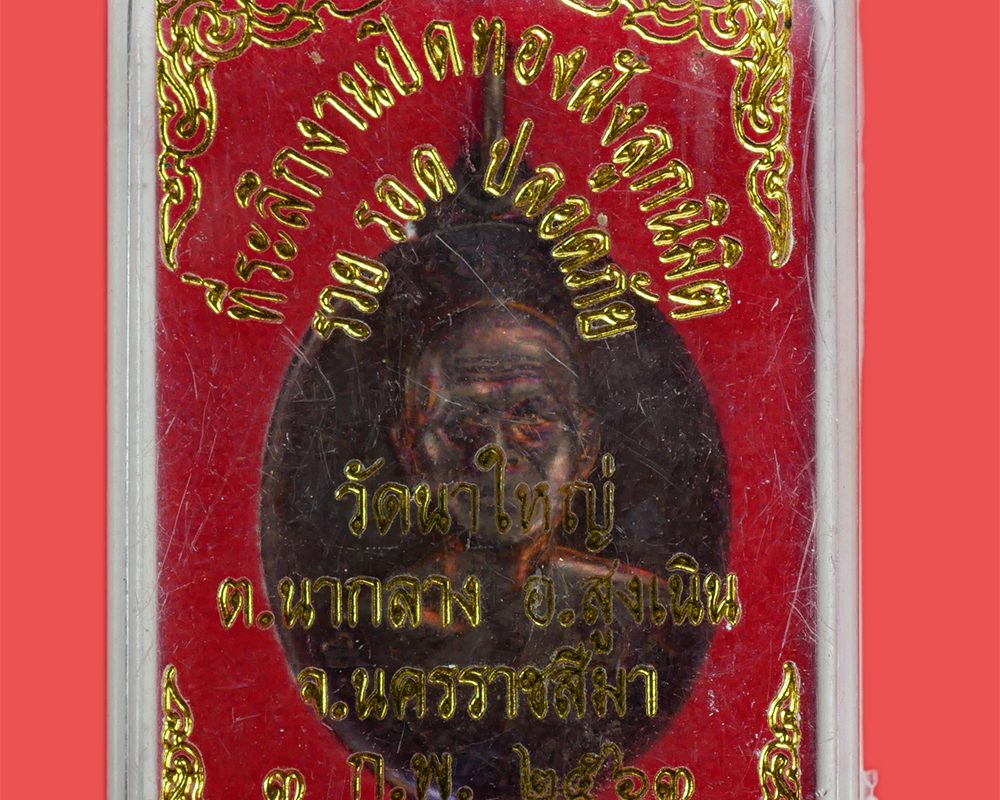 ที่ระลึกงานปิดทองฝังลูกนิมิต
รวย รอด ปลอดภัย
วัดนาใหญ่
ต.นากลาง อ.สูงเนิน
จ.นครราชสีมา
๓ ก.พ. ๒๕๖๓